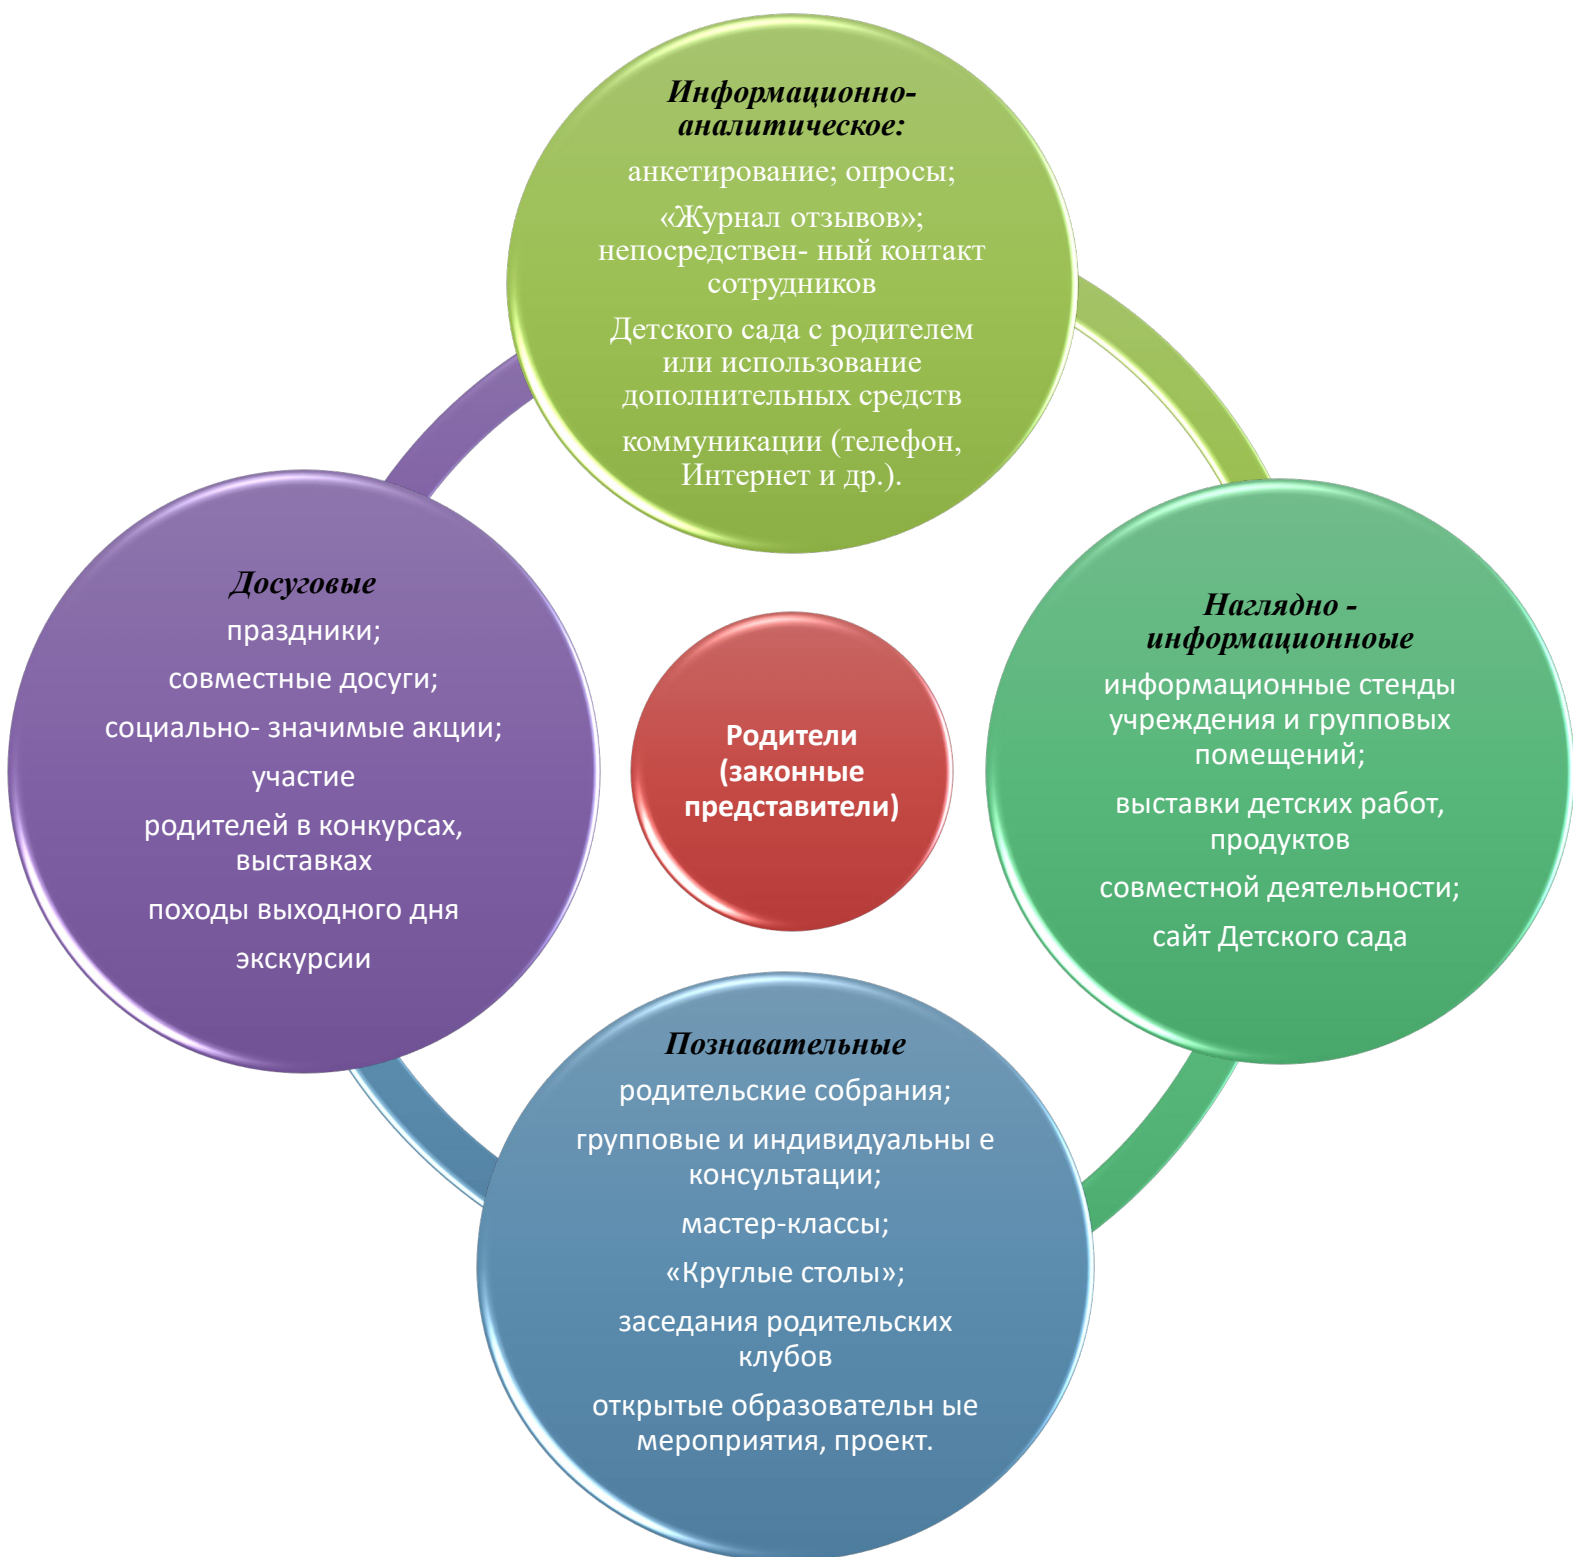 Информационно-
аналитическое:
анкетирование; опросы;
«Журнал отзывов»;
непосредствен- ный контакт
сотрудников
Детского сада с родителем
или использование
дополнительных средств
коммуникации (телефон,
Интернет и др.).
Досуговые
праздники;
совместные досуги;
социально- значимые акции;
участие
родителей в конкурсах,
выставках
походы выходного дня
экскурсии
Родители
(законные
представители)
Наглядно -
информационноые
информационные стенды
учреждения и групповых
помещений;
выставки детских работ,
продуктов
совместной деятельности;
сайт Детского сада
Познавательные
родительские собрания;
групповые и индивидуальны е
консультации;
мастер-классы;
«Круглые столы»;
заседания родительских
клубов
открытые образовательн ые
мероприятия, проект.